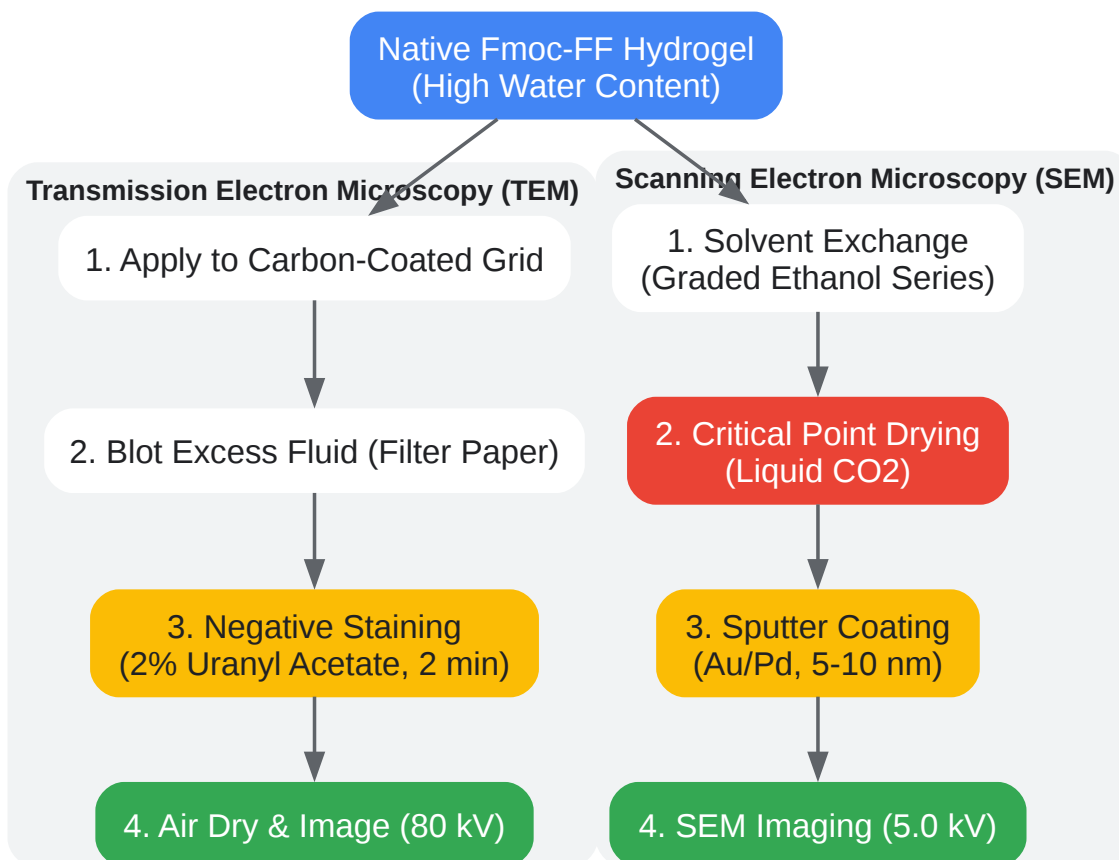 Native Fmoc-FF Hydrogel
(High Water Content)
Transmission Electron Microscopy (TEM)
1. Apply to Carbon-Coated Grid
2. Blot Excess Fluid (Filter Paper)
3. Negative Staining
(2% Uranyl Acetate, 2 min)
4. Air Dry & Image (80 kV)
Scanning Electron Microscopy (SEM)
1. Solvent Exchange
(Graded Ethanol Series)
2. Critical Point Drying
(Liquid CO2)
3. Sputter Coating
(Au/Pd, 5-10 nm)
4. SEM Imaging (5.0 kV)